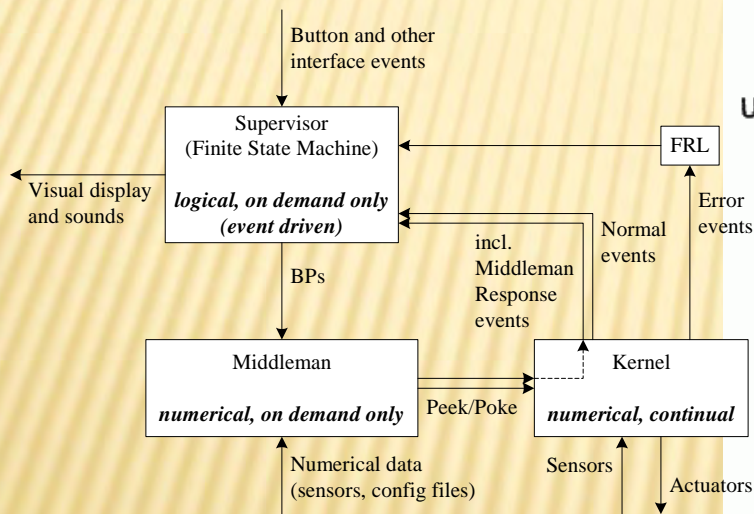 Button and other
interface events
Supervisor
(Finite State Machine)
logical, on demand only
(event driven)
FRL
Visual display
and sounds
Error
events
Normal
events
incl.
Middleman
Response
events
BPs
Middleman
numerical, on demand only
Peek/Poke
Kernel
numerical, continual
Numerical data
(sensors, config files)
Sensors
Actuators